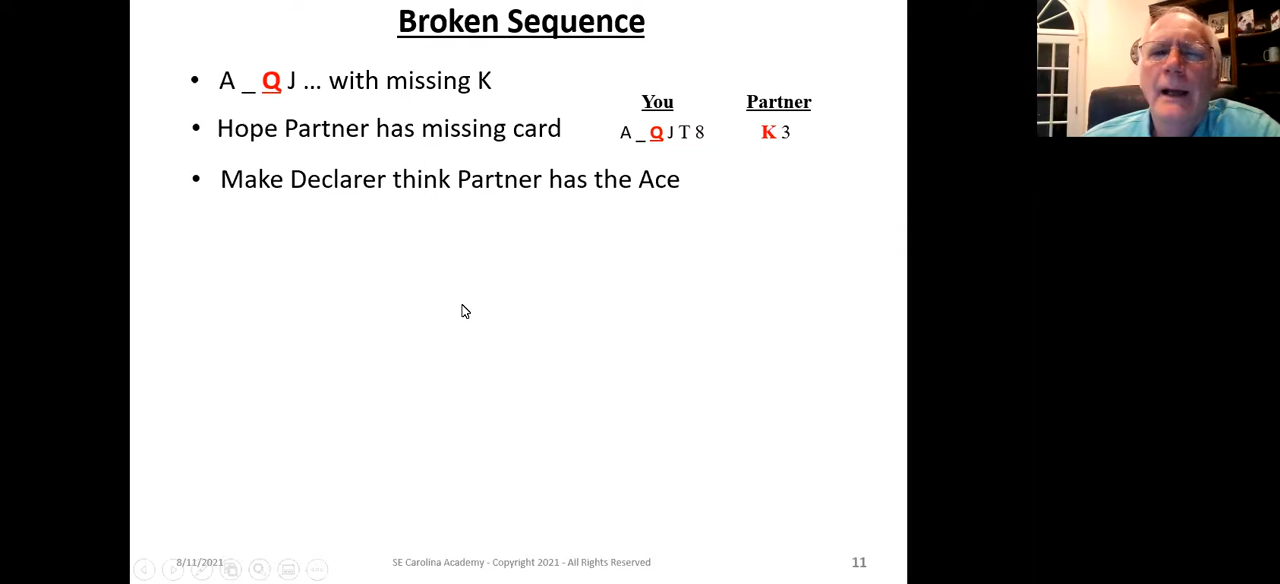 Broken Sequence
• A _ Q J ... with missing K
• Hope Partner has missing card
• Make Declarer think Partner has the Ace
You Partner
A _ Q J T 8 K 3
8/11/2021 SE Carolina Academy - Copyright 2021 - All Rights Reserved 11